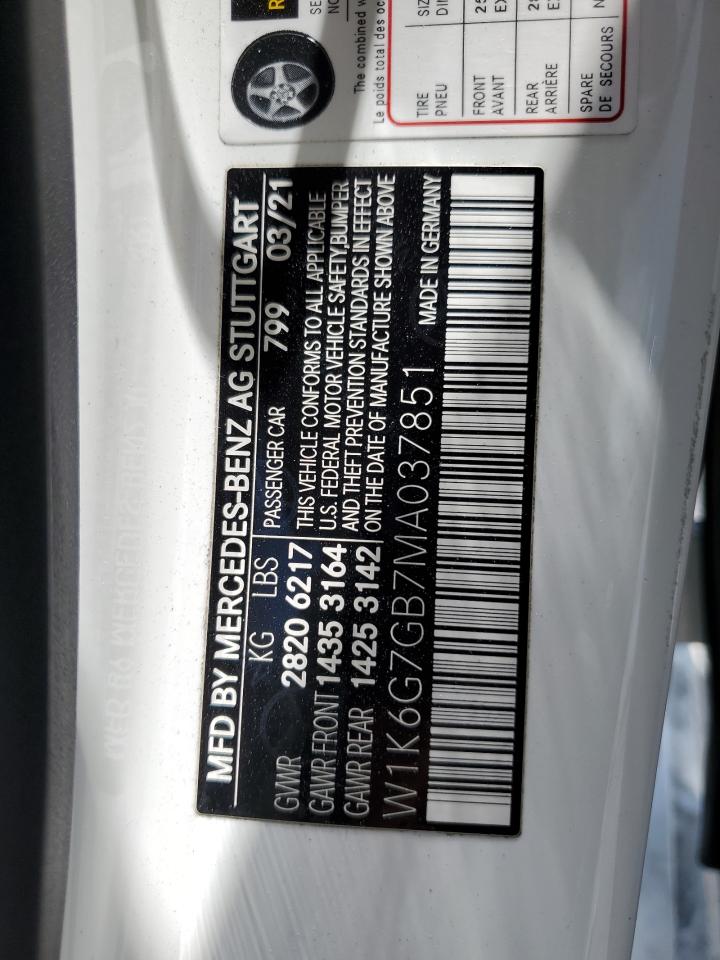 The combined w
Le poids total des oc
TIRE
PNEU
FRONT
AVANT
REAR
ARRIÈRE
SPARE
DE SECOURS
MFD BY MERCEDES-BENZ AG STUTTGART
KG LBS PASSENGER CAR 799 03/21
GVWR 2820 6217 THIS VEHICLE CONFORMS TO ALL APPLICABLE
GAWR FRONT 1435 3164 U.S. FEDERAL MOTOR VEHICLE SAFETY,BUMPER
GAWR REAR 1425 3142 AND THEFT PREVENTION STANDARDS IN EFFECT
ON THE DATE OF MANUFACTURE SHOWN ABOVE
W1K6G7GB7MA037851 MADE IN GERMANY